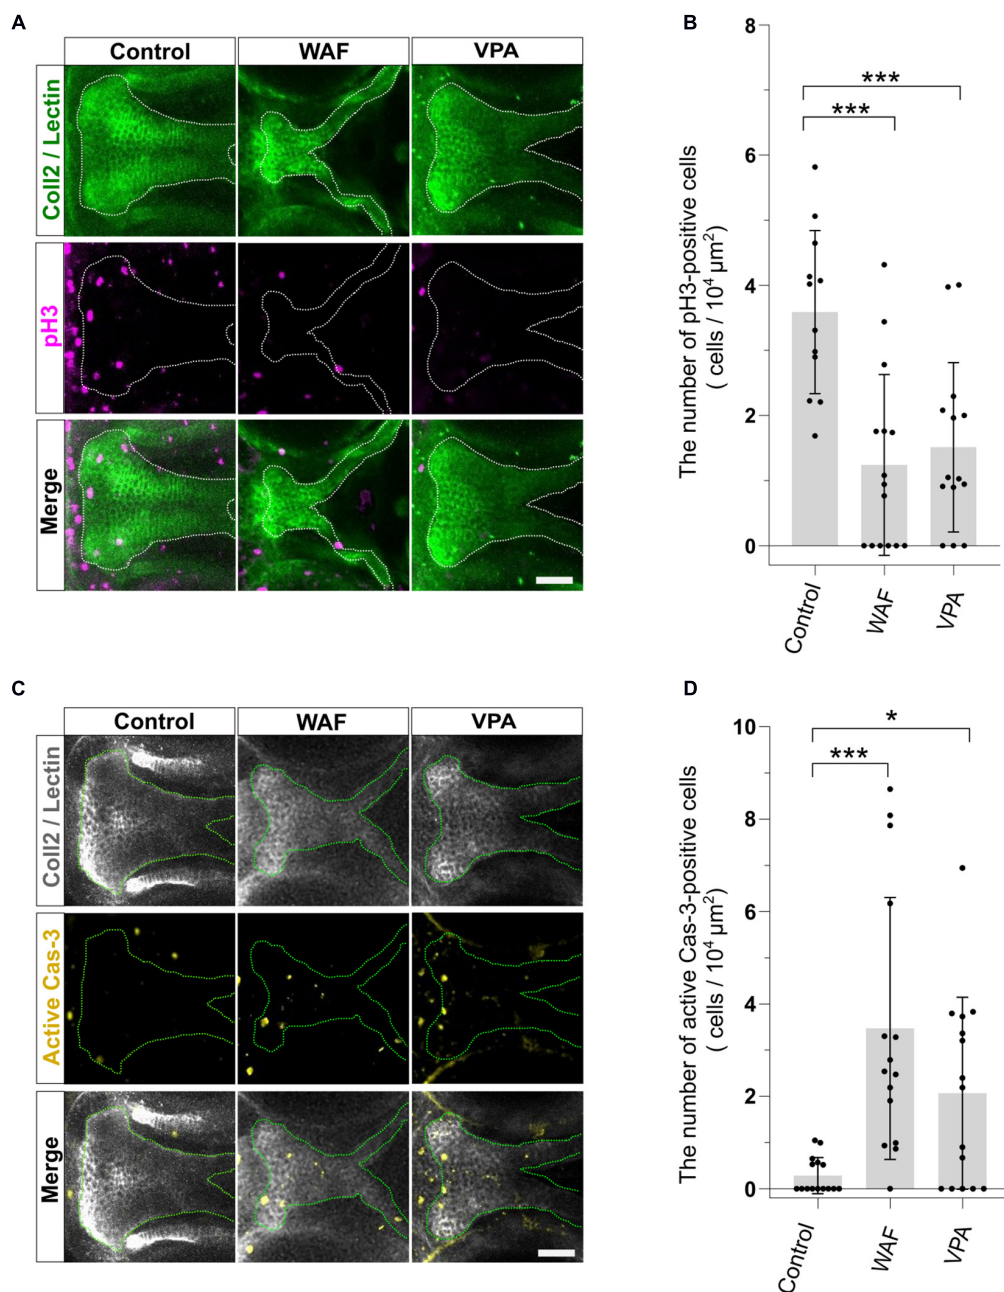 A
Control WAF VPA
Coll2 / Lectin
pH3
Merge
B
The number of pH3-positive cells
( cells / 10⁴ µm²)
8
6
4
2
0
***
***
Control
WAF
VPA
C
Control WAF VPA
Coll2 / Lectin
Active Cas-3
Merge
D
The number of active Cas-3-positive cells
( cells / 10⁴ µm²)
10
8
6
4
2
0
*
***
Control
WAF
VPA